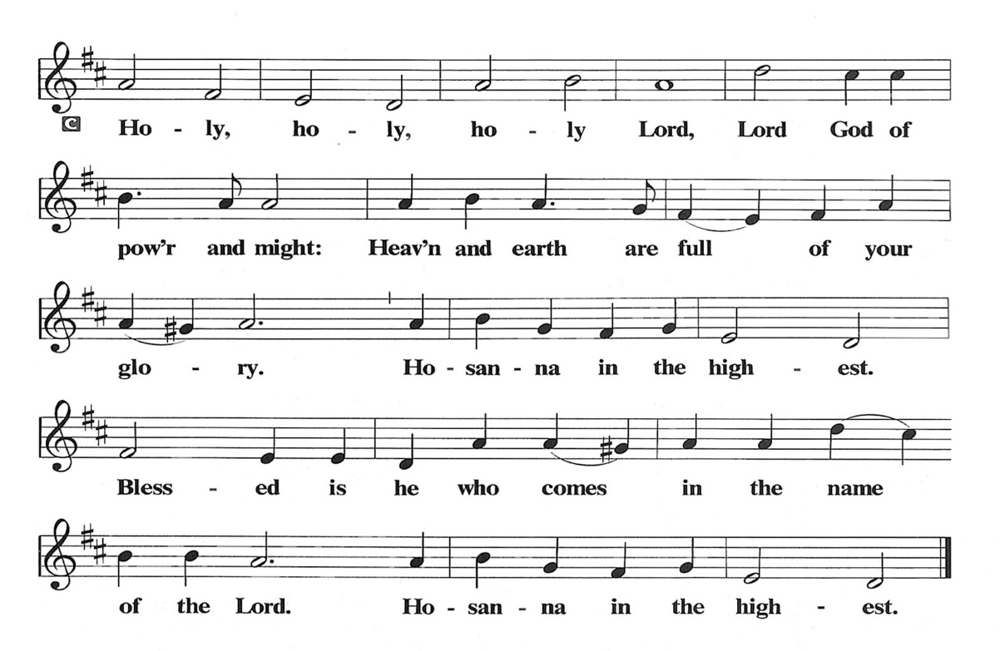 C Ho - ly, ho - ly, ho - ly Lord, Lord God of
pow'r and might: Heav'n and earth are full of your
glo - ry. Ho - san - na in the high - est.
Bless - ed is he who comes in the name
of the Lord. Ho - san - na in the high - est.